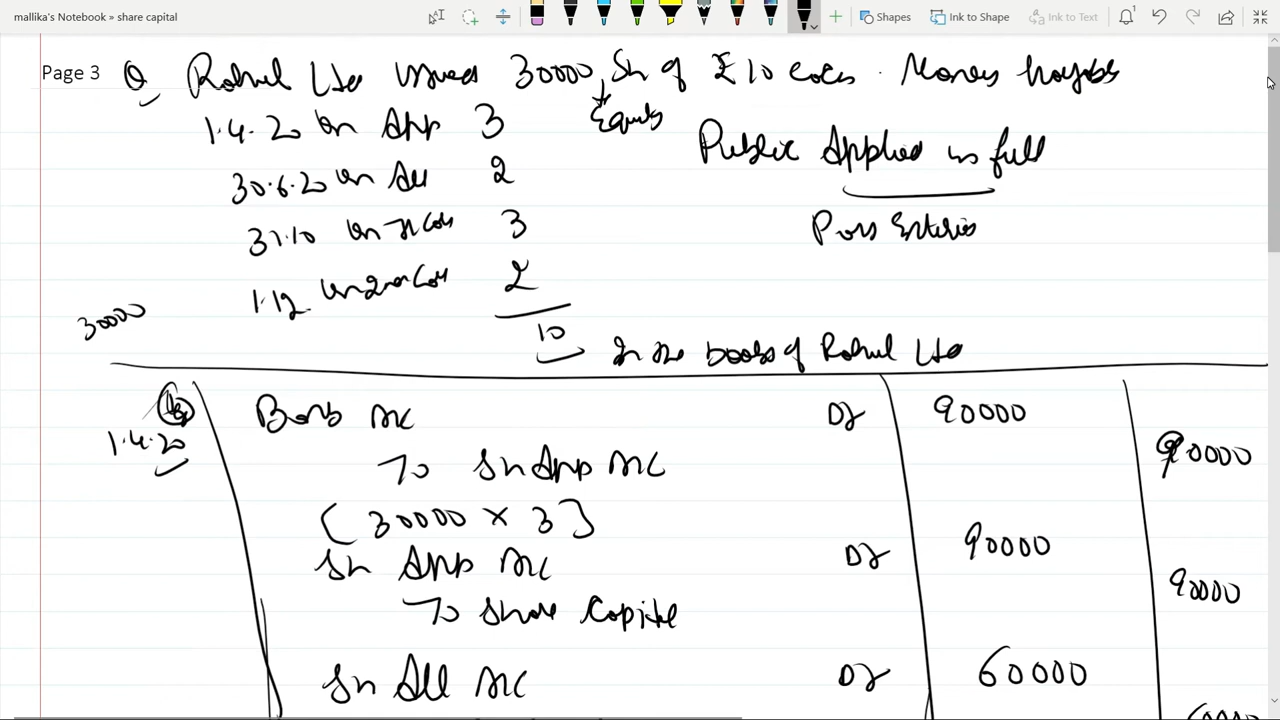 mallika's Notebook » share capital
Shapes Ink to Shape Ink to Text
Page 3 Q Rahul Ltd issued 30000 Sh of ₹10 each. Money payable
Equity
1.4.20 on App 3
Public Applied in full
30.6.20 on All 2
31.10 on 1st Call 3
Pass Entries
1.12 on 2nd Call 2
30000
10
In the books of Rahul Ltd
Bank A/c Dr 90000
1.4.20
To Sh App A/c 90000
[30000 × 3]
Sh App A/c Dr 90000
To Share Capital 90000
Sh All A/c Dr 60000